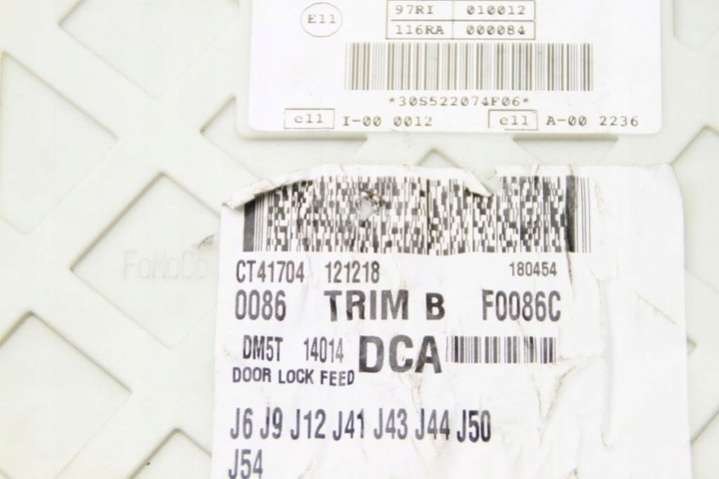 E11
97RI 010012
116RA 000084
*30S522074F06*
e11 I-00 0012 e11 A-00 2236
CT41704 121218 180454
0086 TRIM B F0086C
DM5T 14014 DCA
DOOR LOCK FEED
J6 J9 J12 J41 J43 J44 J50
J54
FoMoCo